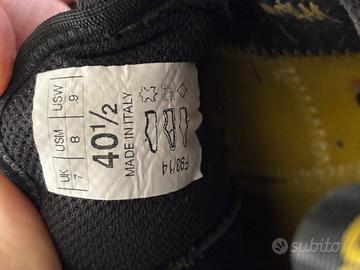 USW 9
USM 8
UK 7
40½
MADE IN ITALY
F98/14
subito